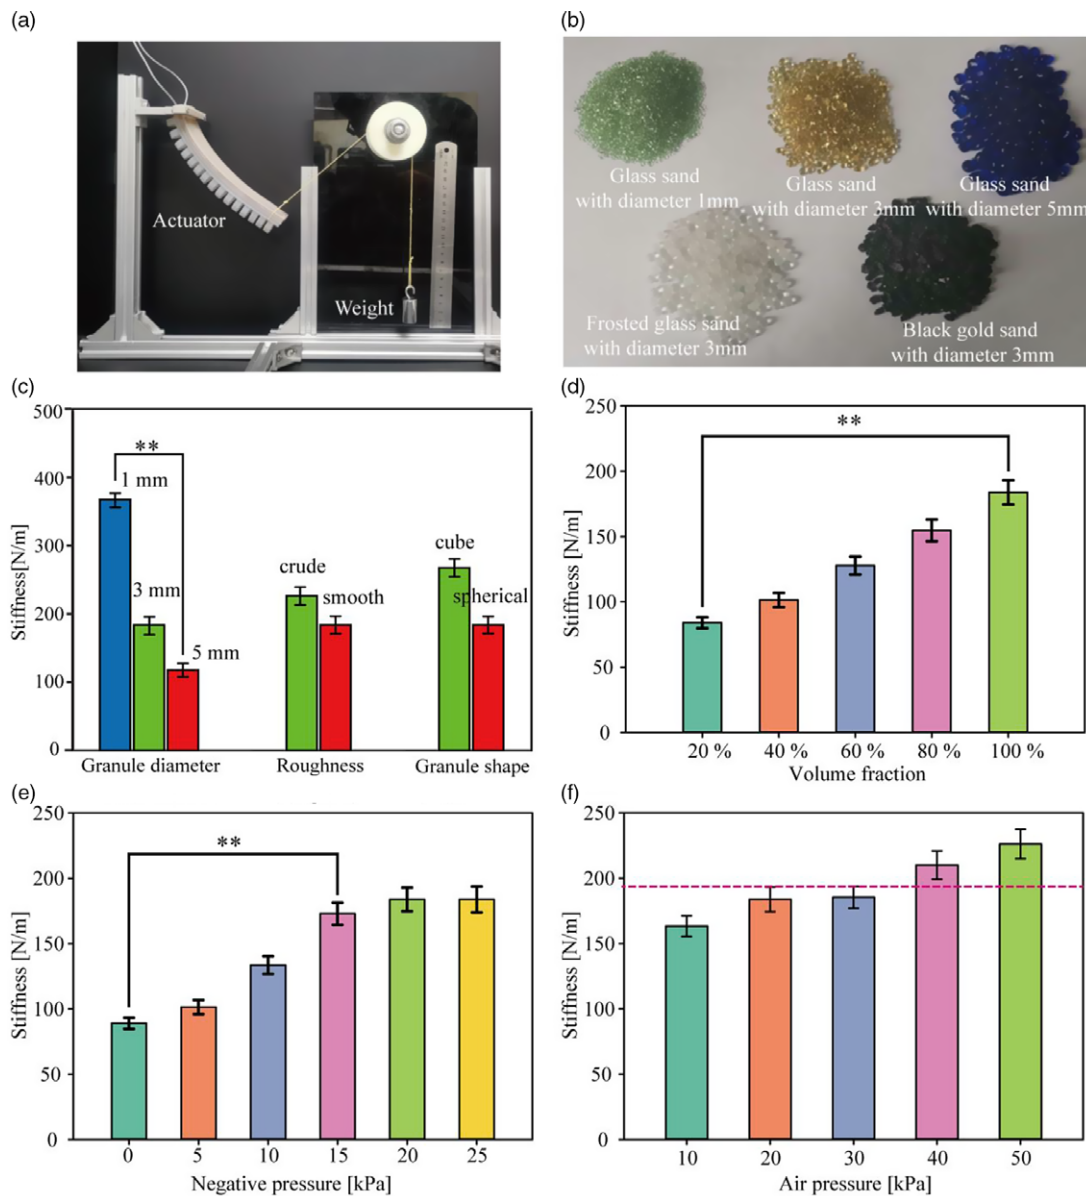 (a)
Actuator
Weight
(b)
Glass sand
with diameter 1mm
Glass sand
with diameter 3mm
Glass sand
with diameter 5mm
Frosted glass sand
with diameter 3mm
Black gold sand
with diameter 3mm
(c)
Stiffness[N/m]
500
400
300
200
100
0
**
1 mm
3 mm
5 mm
crude
smooth
cube
spherical
Granule diameter
Roughness
Granule shape
(d)
Stiffness [N/m]
250
200
150
100
50
0
**
20 %
40 %
60 %
80 %
100 %
Volume fraction
(e)
Stiffness [N/m]
250
200
150
100
50
0
**
0
5
10
15
20
25
Negative pressure [kPa]
(f)
Stiffness [N/m]
250
200
150
100
50
0
10
20
30
40
50
Air pressure [kPa]